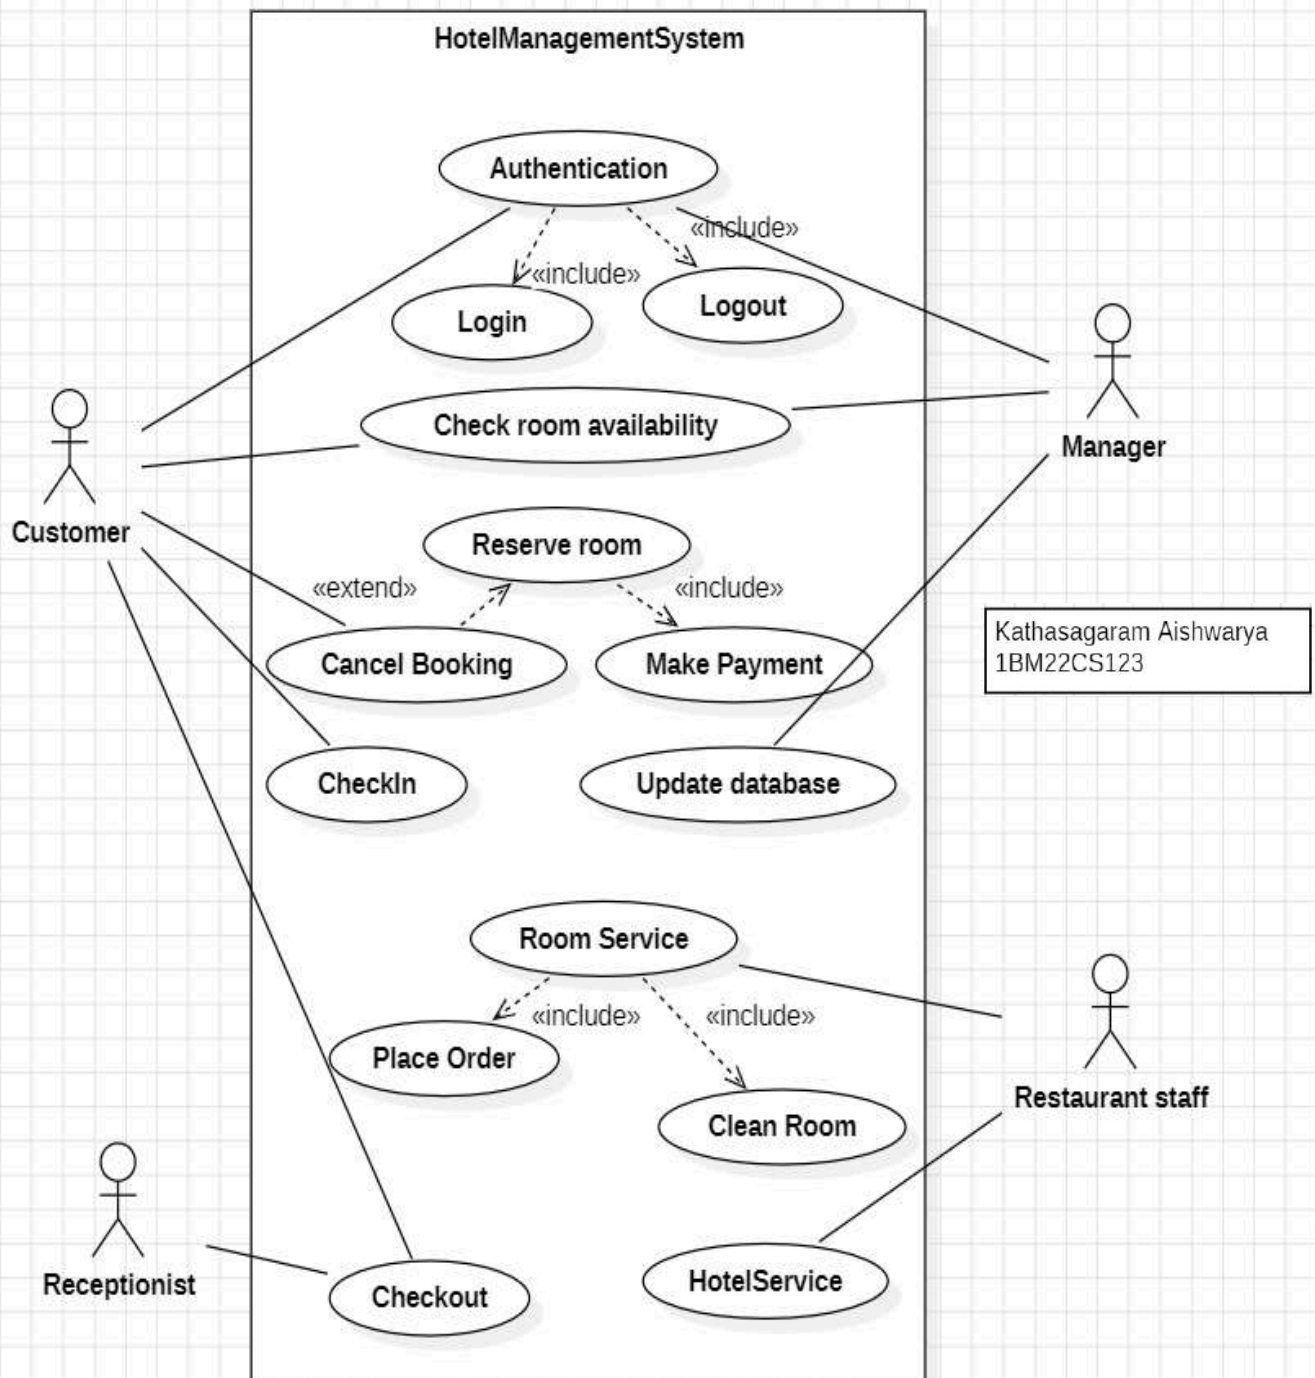 HotelManagementSystem
Authentication
«include»
«include»
Login
Logout
Check room availability
Manager
Customer
Reserve room
«extend»
«include»
Kathasagaram Aishwarya
1BM22CS123
Cancel Booking
Make Payment
CheckIn
Update database
Room Service
«include»
«include»
Place Order
Restaurant staff
Clean Room
Receptionist
HotelService
Checkout